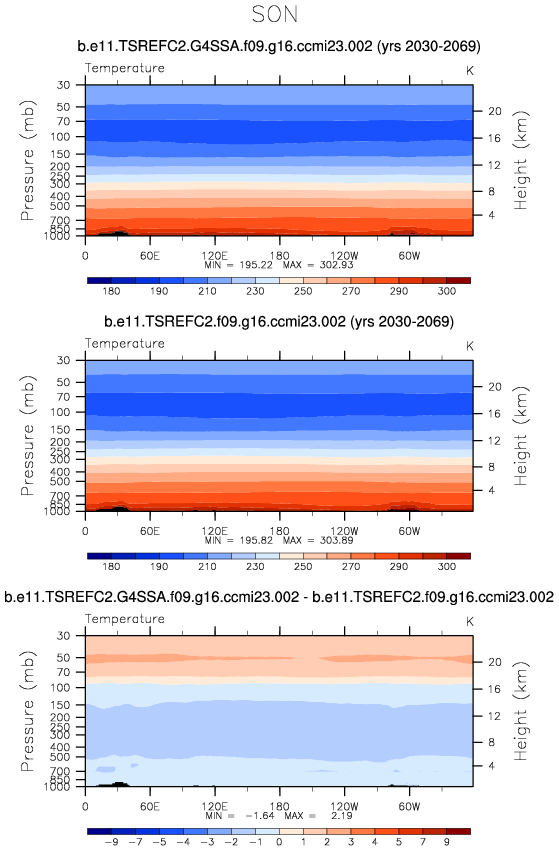 SON
b.e11.TSREFC2.G4SSA.f09.g16.ccmi23.002 (yrs 2030-2069)
Temperature K
Pressure (mb)
30
50
70
100
150
200
250
300
400
500
700
850
1000
20
16
12
8
4
Height (km)
0 60E 120E 180 120W 60W
MIN = 195.22 MAX = 302.93
180 190 210 230 250 270 290 300
b.e11.TSREFC2.f09.g16.ccmi23.002 (yrs 2030-2069)
Temperature K
Pressure (mb)
30
50
70
100
150
200
250
300
400
500
700
850
1000
20
16
12
8
4
Height (km)
0 60E 120E 180 120W 60W
MIN = 195.82 MAX = 303.89
180 190 210 230 250 270 290 300
b.e11.TSREFC2.G4SSA.f09.g16.ccmi23.002 - b.e11.TSREFC2.f09.g16.ccmi23.002
Temperature K
Pressure (mb)
30
50
70
100
150
200
250
300
400
500
700
850
1000
20
16
12
8
4
Height (km)
0 60E 120E 180 120W 60W
MIN = -1.64 MAX = 2.19
-9 -7 -5 -4 -3 -2 -1 0 1 2 3 4 5 7 9